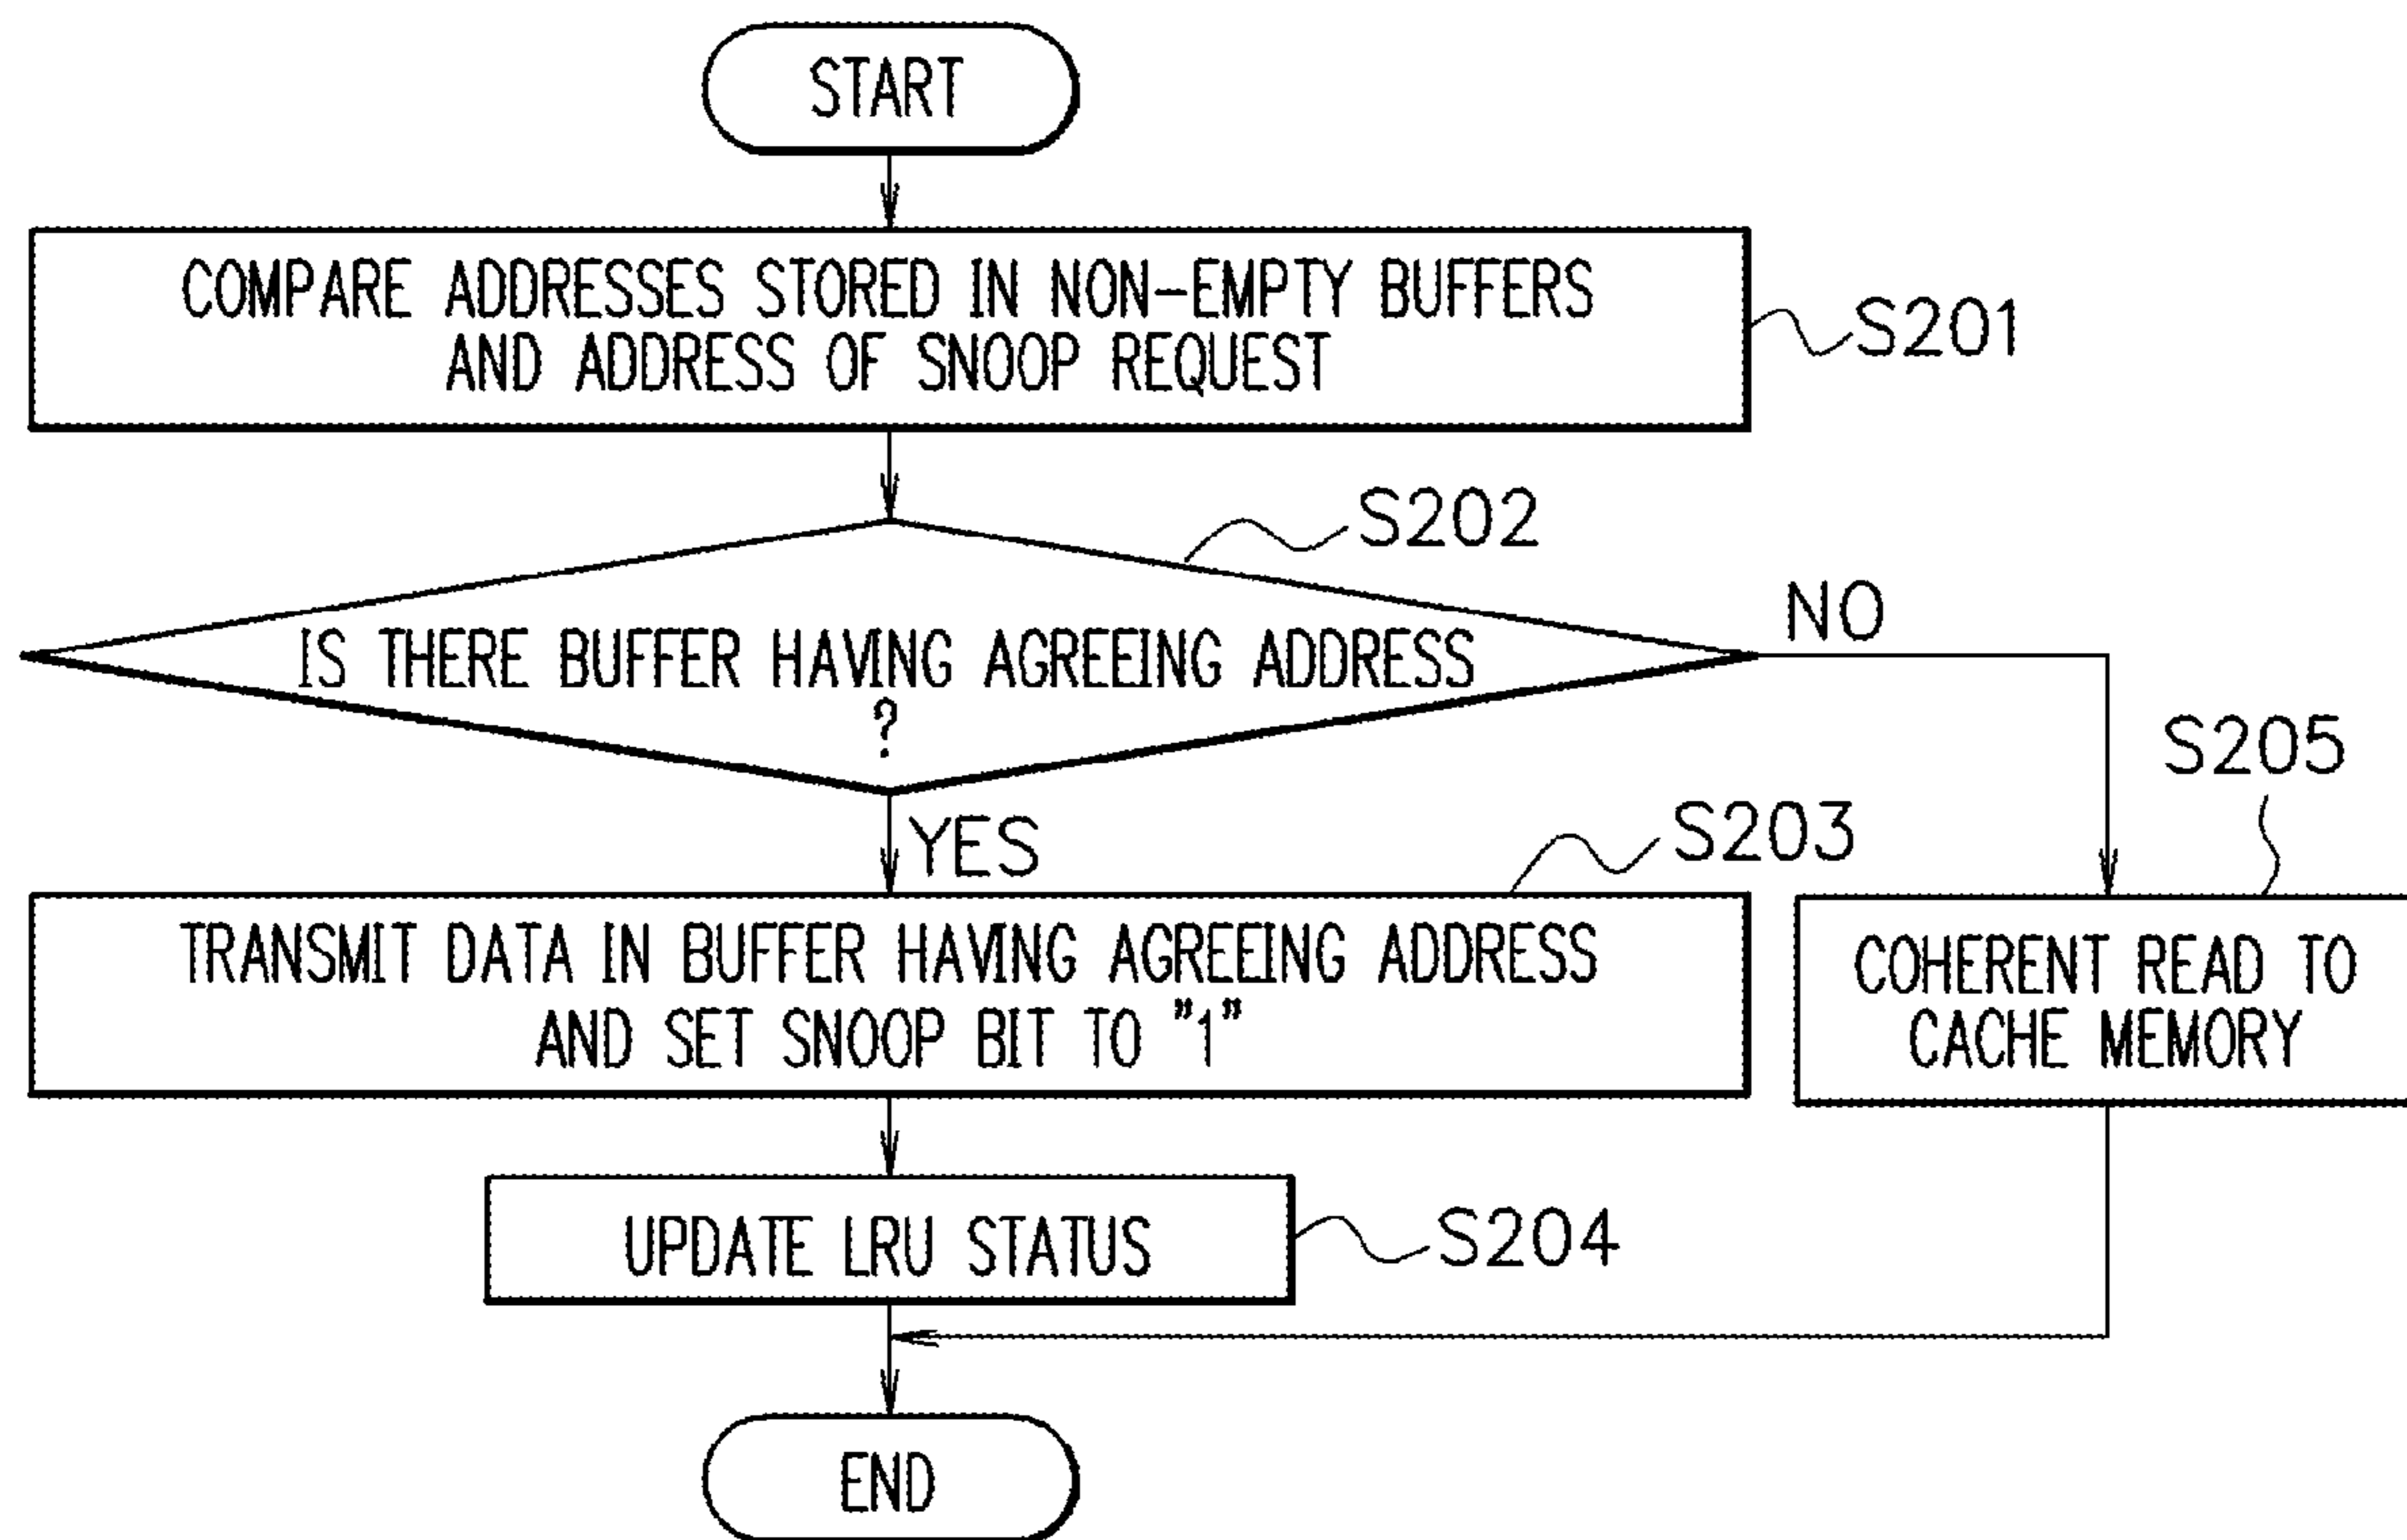 START
COMPARE ADDRESSES STORED IN NON-EMPTY BUFFERS
AND ADDRESS OF SNOOP REQUEST
S201
S202
IS THERE BUFFER HAVING AGREEING ADDRESS
?
NO
YES
S203
S205
TRANSMIT DATA IN BUFFER HAVING AGREEING ADDRESS
AND SET SNOOP BIT TO "1"
COHERENT READ TO
CACHE MEMORY
UPDATE LRU STATUS
S204
END